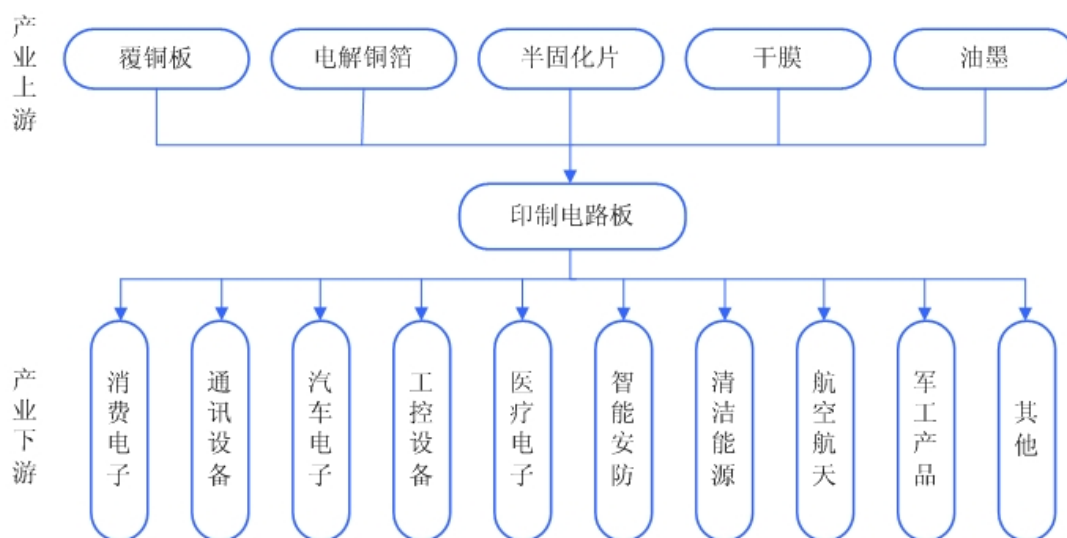 产业上游
覆铜板
电解铜箔
半固化片
干膜
油墨
印制电路板
产业下游
消费电子
通讯设备
汽车电子
工控设备
医疗电子
智能安防
清洁能源
航空航天
军工产品
其他